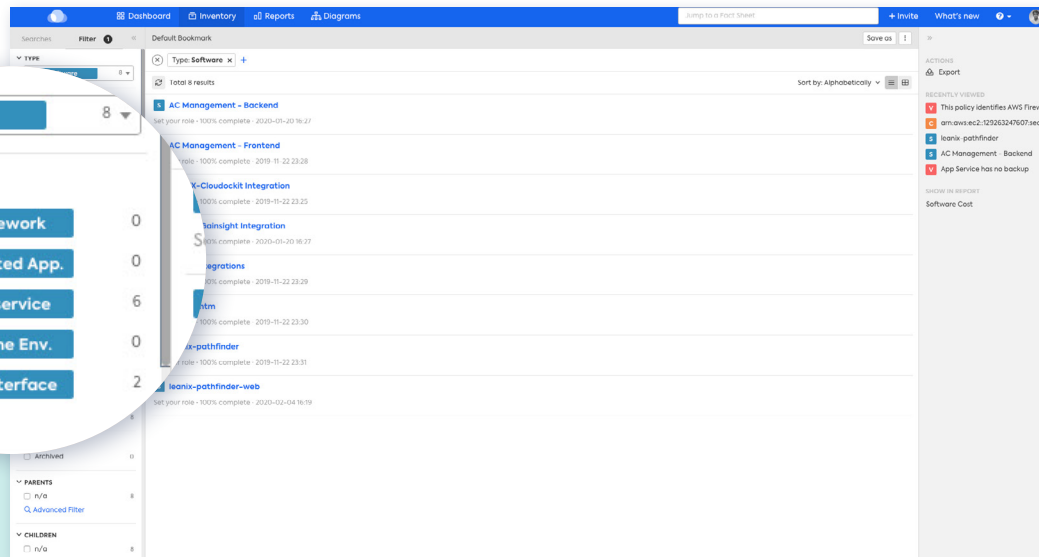 Dashboard Inventory Reports Diagrams Jump to a Fact Sheet + Invite What's new
Searches Filter 1 « Default Bookmark Save as »
TYPE
Type: Software × +
8
Total 8 results Sort by: Alphabetically
8
S AC Management - Backend
Set your role • 100% complete • 2020-01-20 16:27
AC Management - Frontend
role • 100% complete • 2019-11-22 23:28
X-Cloudockit Integration
100% complete • 2019-11-22 23:25
Gainsight Integration
100% complete • 2020-01-20 16:27
egrations
100% complete • 2019-11-22 23:29
100% complete • 2019-11-22 23:30
ix-pathfinder
role • 100% complete • 2019-11-22 23:31
leanix-pathfinder-web
Set your role • 100% complete • 2020-02-04 16:19
ework 0
ted App. 0
service 6
ne Env. 0
terface 2
Archived 0
PARENTS
n/a 8
Advanced Filter
CHILDREN
n/a 8
ACTIONS
Export
RECENTLY VIEWED
V This policy identifies AWS Firew
C arn:aws:ec2::129263247607:sec
S leanix-pathfinder
S AC Management - Backend
V App Service has no backup
SHOW IN REPORT
Software Cost